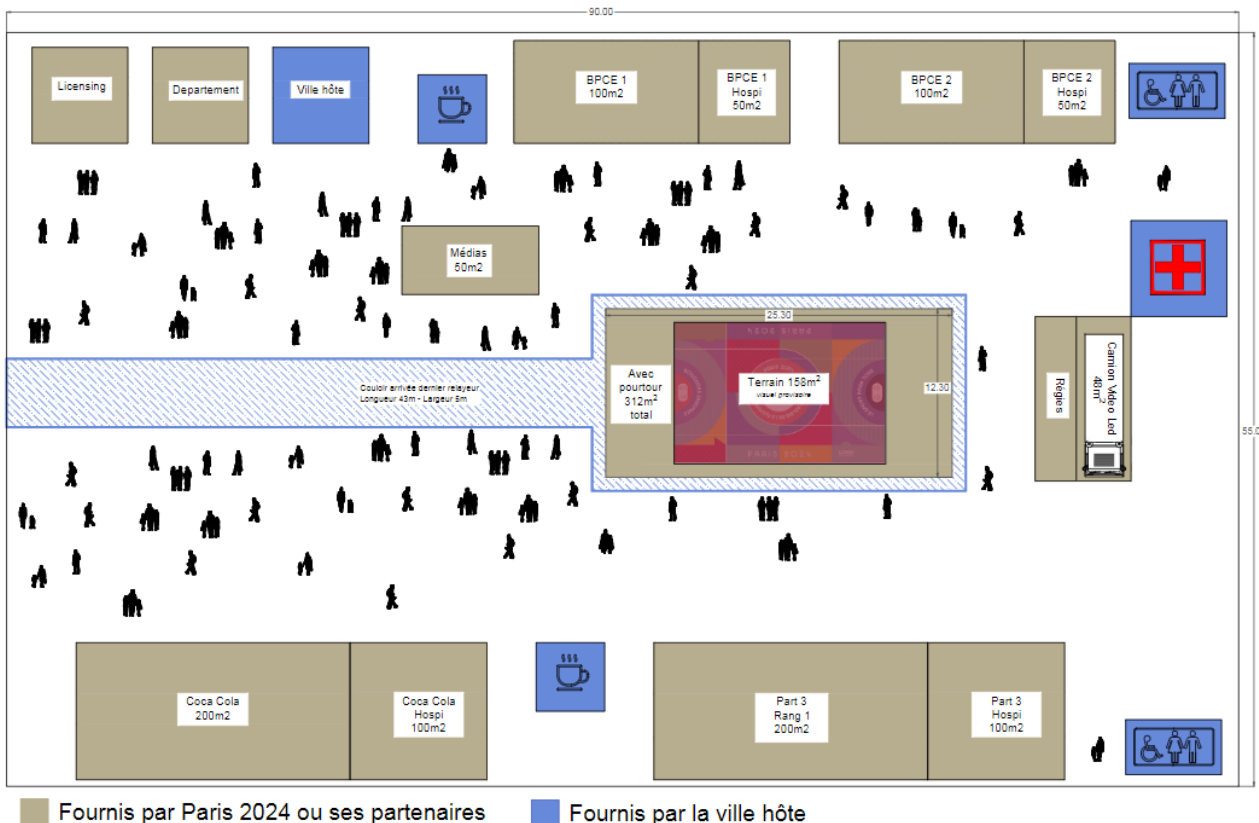 90.00
Licensing
Departement
Ville hôte
BPCE 1
100m2
BPCE 1
Hospi
50m2
BPCE 2
100m2
BPCE 2
Hospi
50m2
Médias
50m2
25.30
Avec
pourtour
312m²
total
Terrain 158m²
visuel provisoire
12.30
PARIS 2024
Couloir arrivée dernier relayeur
Longueur 43m - Largeur 5m
Régies
Camion Video Led
48m²
Coca Cola
200m2
Coca Cola
Hospi
100m2
Part 3
Rang 1
200m2
Part 3
Hospi
100m2
Fournis par Paris 2024 ou ses partenaires
Fournis par la ville hôte